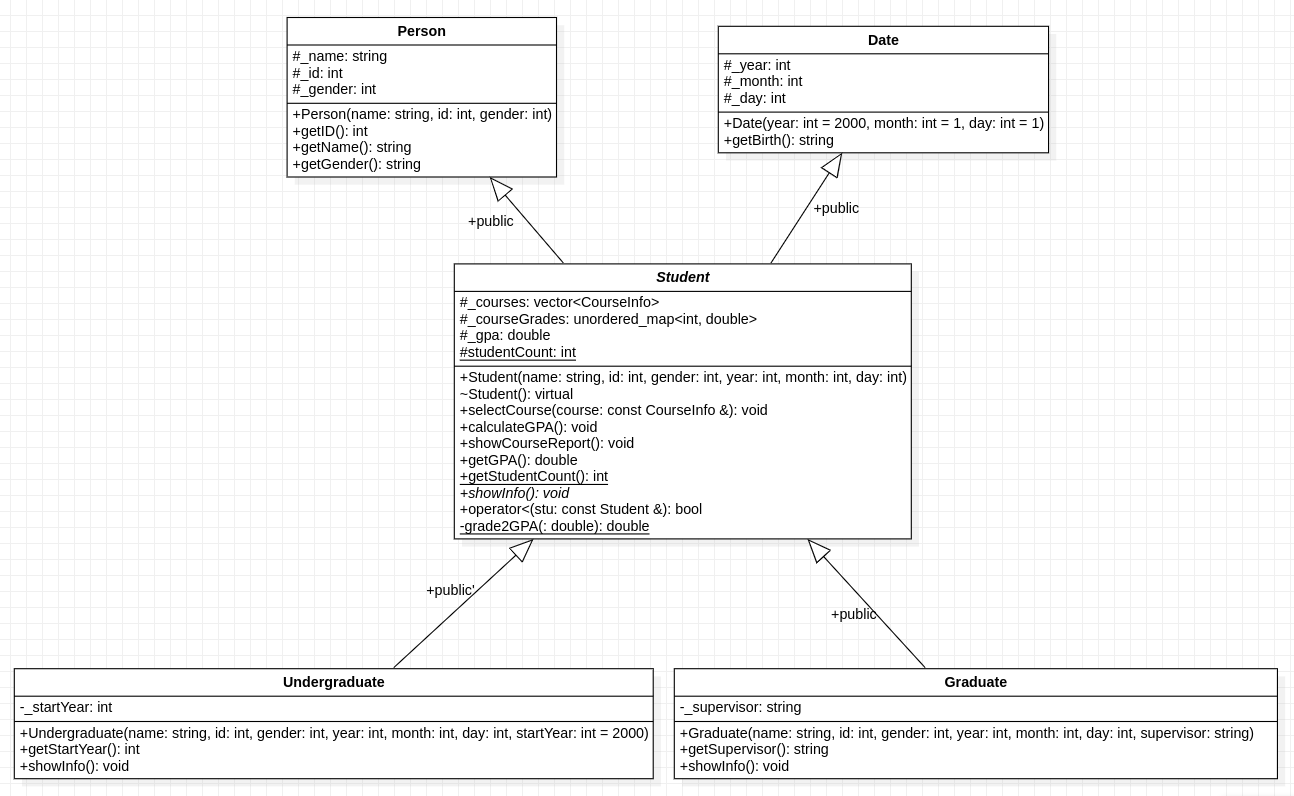 Person
#_name: string
#_id: int
#_gender: int
+Person(name: string, id: int, gender: int)
+getID(): int
+getName(): string
+getGender(): string
Date
#_year: int
#_month: int
#_day: int
+Date(year: int = 2000, month: int = 1, day: int = 1)
+getBirth(): string
+public
+public
Student
#_courses: vector<CourseInfo>
#_courseGrades: unordered_map<int, double>
#_gpa: double
#studentCount: int
+Student(name: string, id: int, gender: int, year: int, month: int, day: int)
~Student(): virtual
+selectCourse(course: const CourseInfo &): void
+calculateGPA(): void
+showCourseReport(): void
+getGPA(): double
+getStudentCount(): int
+showInfo(): void
+operator<(stu: const Student &): bool
-grade2GPA(: double): double
+public'
+public
Undergraduate
-_startYear: int
+Undergraduate(name: string, id: int, gender: int, year: int, month: int, day: int, startYear: int = 2000)
+getStartYear(): int
+showInfo(): void
Graduate
-_supervisor: string
+Graduate(name: string, id: int, gender: int, year: int, month: int, day: int, supervisor: string)
+getSupervisor(): string
+showInfo(): void